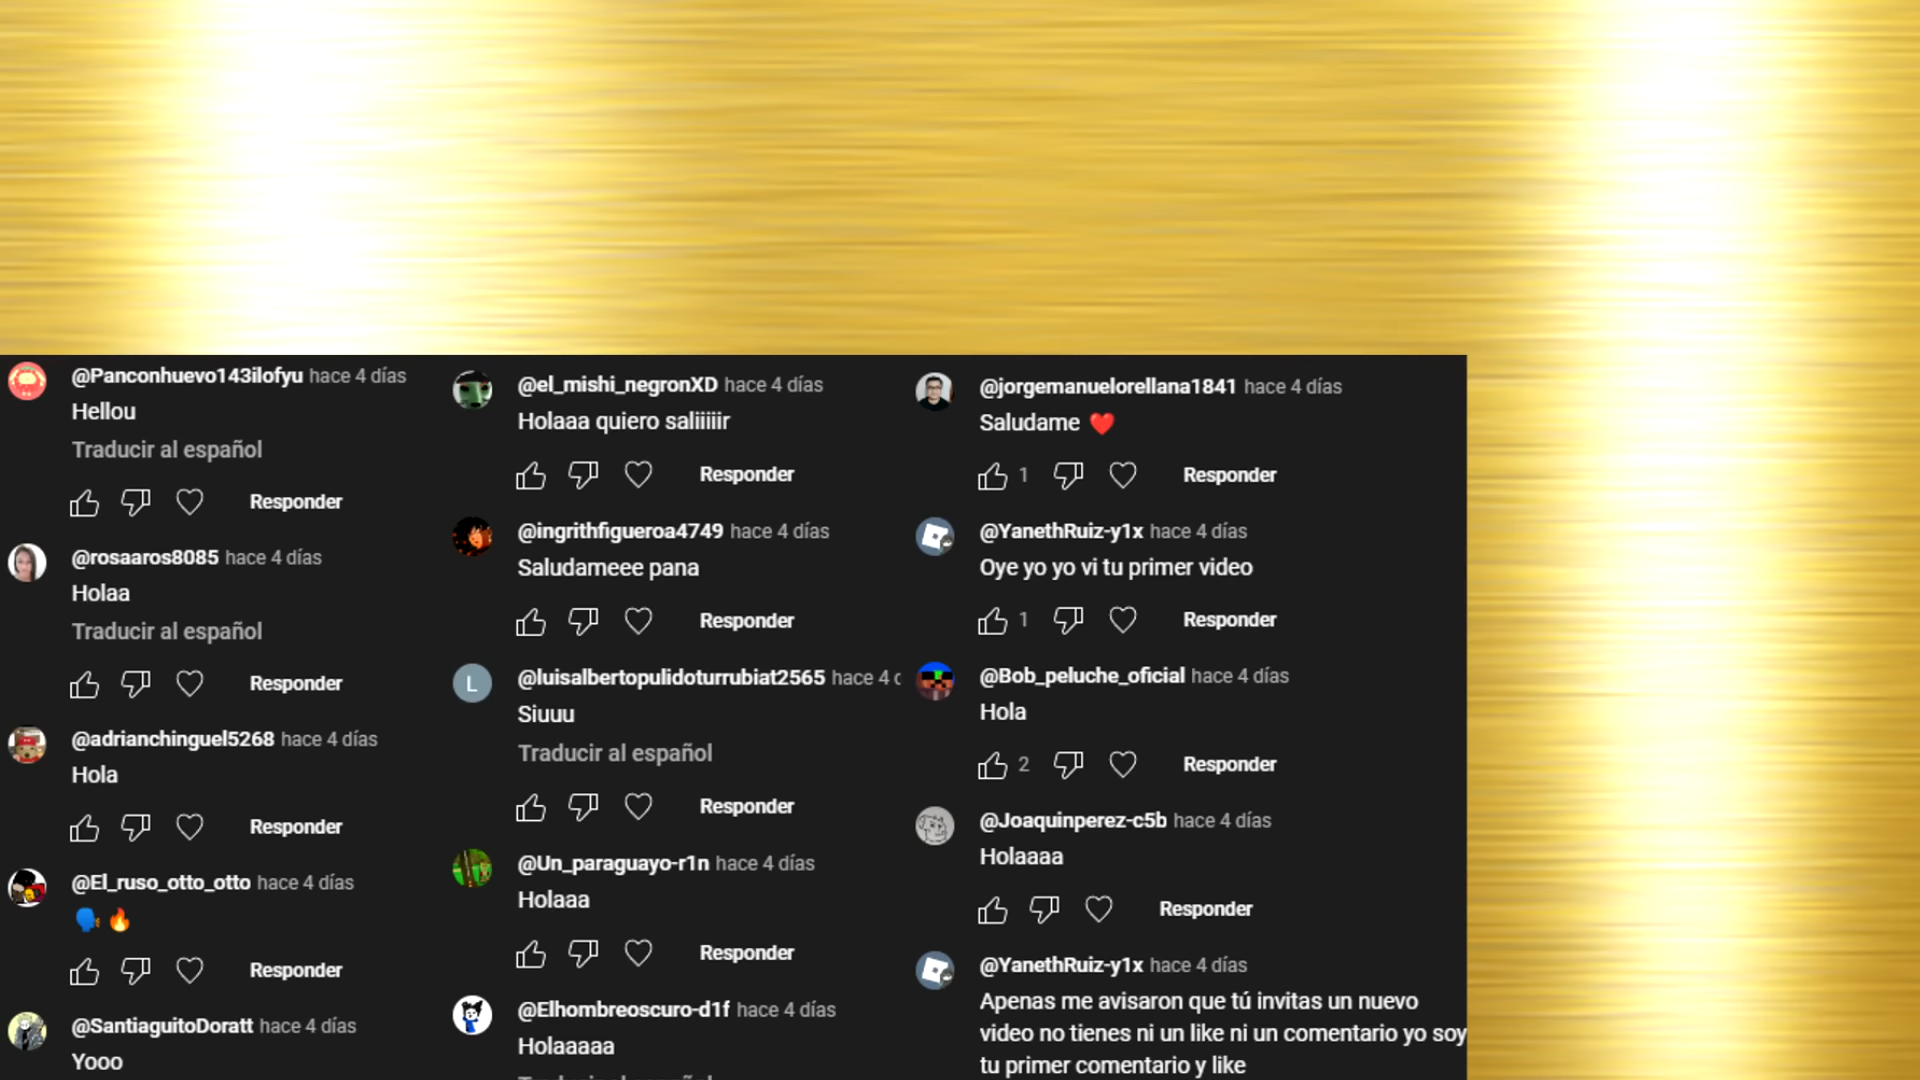 @Panconhuevo143ilofyu hace 4 días
Hellou
Traducir al español
Responder
@rosaaros8085 hace 4 días
Holaa
Traducir al español
Responder
@adrianchinguel5268 hace 4 días
Hola
Responder
@El_ruso_otto_otto hace 4 días
🗣️🔥
Responder
@SantiaguitoDoratt hace 4 días
Yooo
@el_mishi_negronXD hace 4 días
Holaaa quiero saliiiiir
Responder
@ingrithfigueroa4749 hace 4 días
Saludameee pana
Responder
L
@luisalbertopulidoturrubiat2565 hace 4
Siuuu
Traducir al español
Responder
@Un_paraguayo-r1n hace 4 días
Holaaa
Responder
@Elhombreoscuro-d1f hace 4 días
Holaaaaa
@jorgemanuelorellana1841 hace 4 días
Saludame ❤️
1 Responder
@YanethRuiz-y1x hace 4 días
Oye yo yo vi tu primer video
1 Responder
@Bob_peluche_oficial hace 4 días
Hola
2 Responder
@Joaquinperez-c5b hace 4 días
Holaaaa
Responder
@YanethRuiz-y1x hace 4 días
Apenas me avisaron que tú invitas un nuevo
video no tienes ni un like ni un comentario yo soy
tu primer comentario y like